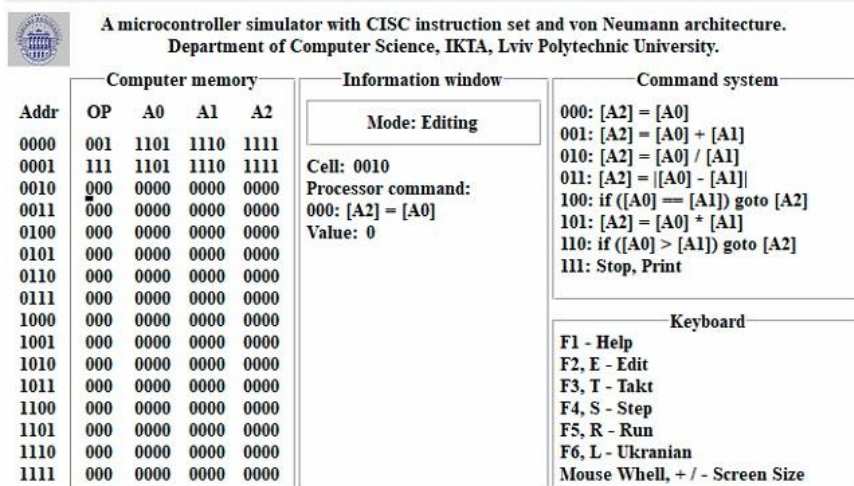 A microcontroller simulator with CISC instruction set and von Neumann architecture.
Department of Computer Science, IKTA, Lviv Polytechnic University.
Computer memory
Addr OP A0 A1 A2
0000 001 1101 1110 1111
0001 111 1101 1110 1111
0010 000 0000 0000 0000
0011 000 0000 0000 0000
0100 000 0000 0000 0000
0101 000 0000 0000 0000
0110 000 0000 0000 0000
0111 000 0000 0000 0000
1000 000 0000 0000 0000
1001 000 0000 0000 0000
1010 000 0000 0000 0000
1011 000 0000 0000 0000
1100 000 0000 0000 0000
1101 000 0000 0000 0000
1110 000 0000 0000 0000
1111 000 0000 0000 0000
Information window
Mode: Editing
Cell: 0010
Processor command:
000: [A2] = [A0]
Value: 0
Command system
000: [A2] = [A0]
001: [A2] = [A0] + [A1]
010: [A2] = [A0] / [A1]
011: [A2] = |[A0] - [A1]|
100: if ([A0] == [A1]) goto [A2]
101: [A2] = [A0] * [A1]
110: if ([A0] > [A1]) goto [A2]
111: Stop, Print
Keyboard
F1 - Help
F2, E - Edit
F3, T - Takt
F4, S - Step
F5, R - Run
F6, L - Ukranian
Mouse Whell, + / - Screen Size